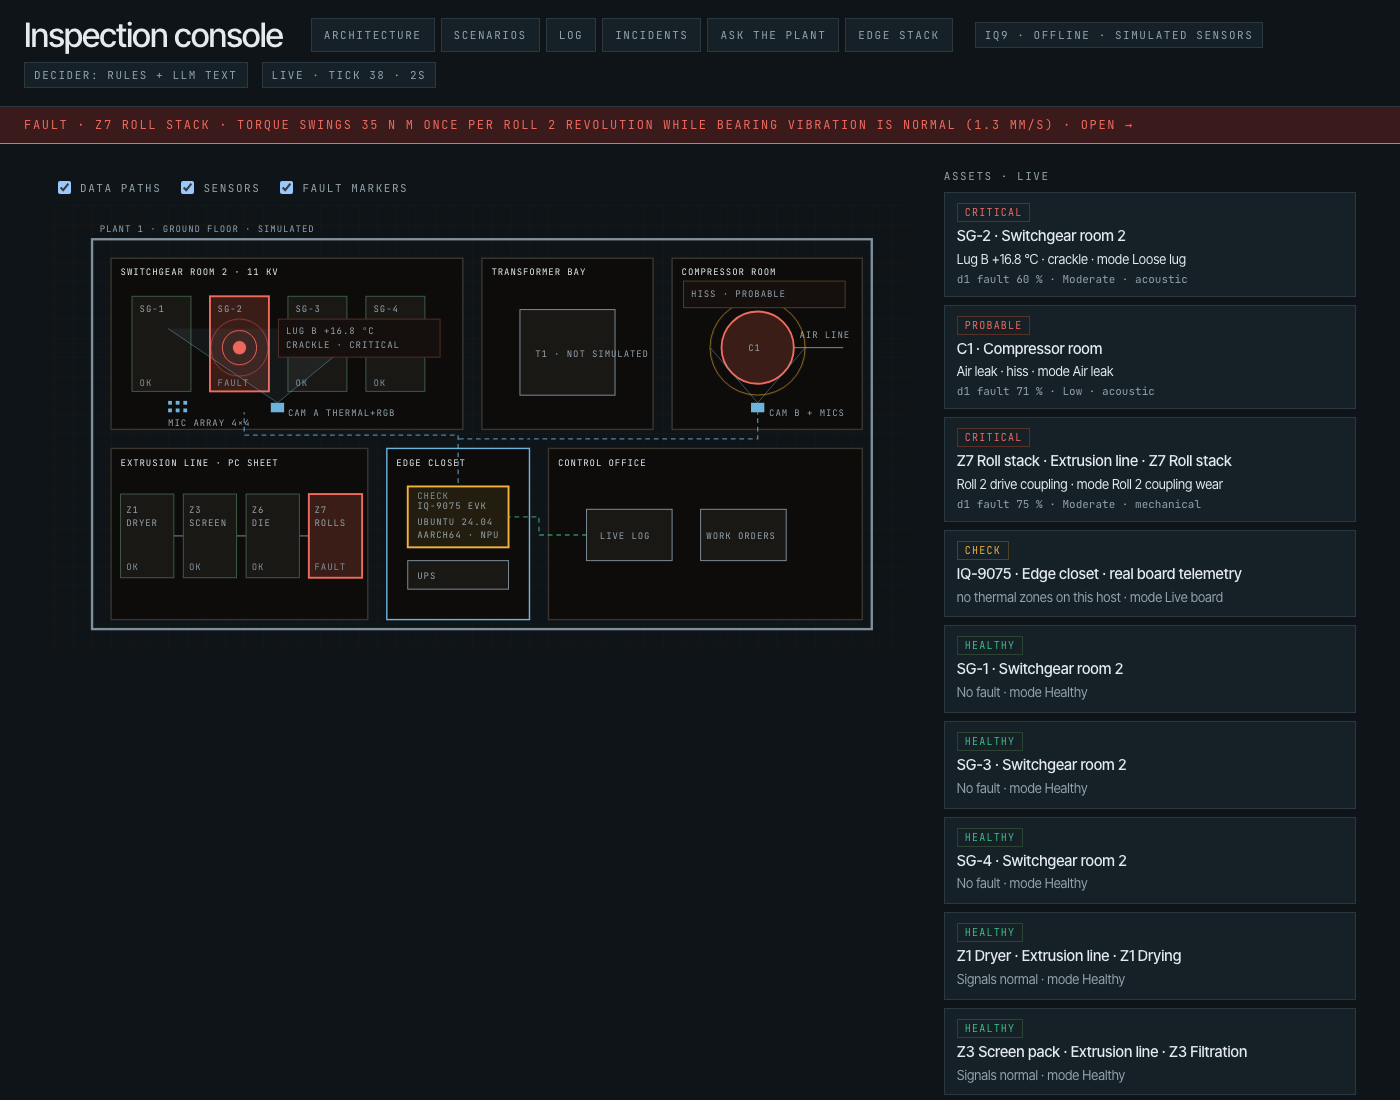 Inspection console
ARCHITECTURE
SCENARIOS
LOG
INCIDENTS
ASK THE PLANT
EDGE STACK
IQ9 · OFFLINE · SIMULATED SENSORS
DECIDER: RULES + LLM TEXT
LIVE · TICK 38 · 2S
FAULT · Z7 ROLL STACK · TORQUE SWINGS 35 N M ONCE PER ROLL 2 REVOLUTION WHILE BEARING VIBRATION IS NORMAL (1.3 MM/S) · OPEN →
DATA PATHS
SENSORS
FAULT MARKERS
PLANT 1 · GROUND FLOOR · SIMULATED
SWITCHGEAR ROOM 2 · 11 KV
SG-1
OK
SG-2
FAULT
SG-3
OK
SG-4
OK
LUG B +16.8 °C
CRACKLE · CRITICAL
MIC ARRAY 4×4
CAM A THERMAL+RGB
TRANSFORMER BAY
T1 · NOT SIMULATED
COMPRESSOR ROOM
HISS · PROBABLE
C1
AIR LINE
CAM B + MICS
EXTRUSION LINE · PC SHEET
Z1
DRYER
OK
Z3
SCREEN
OK
Z6
DIE
OK
Z7
ROLLS
FAULT
EDGE CLOSET
CHECK
IQ-9075 EVK
UBUNTU 24.04
AARCH64 · NPU
UPS
CONTROL OFFICE
LIVE LOG
WORK ORDERS
ASSETS · LIVE
CRITICAL
SG-2 · Switchgear room 2
Lug B +16.8 °C · crackle · mode Loose lug
d1 fault 60 % · Moderate · acoustic
PROBABLE
C1 · Compressor room
Air leak · hiss · mode Air leak
d1 fault 71 % · Low · acoustic
CRITICAL
Z7 Roll stack · Extrusion line · Z7 Roll stack
Roll 2 drive coupling · mode Roll 2 coupling wear
d1 fault 75 % · Moderate · mechanical
CHECK
IQ-9075 · Edge closet · real board telemetry
no thermal zones on this host · mode Live board
HEALTHY
SG-1 · Switchgear room 2
No fault · mode Healthy
HEALTHY
SG-3 · Switchgear room 2
No fault · mode Healthy
HEALTHY
SG-4 · Switchgear room 2
No fault · mode Healthy
HEALTHY
Z1 Dryer · Extrusion line · Z1 Drying
Signals normal · mode Healthy
HEALTHY
Z3 Screen pack · Extrusion line · Z3 Filtration
Signals normal · mode Healthy